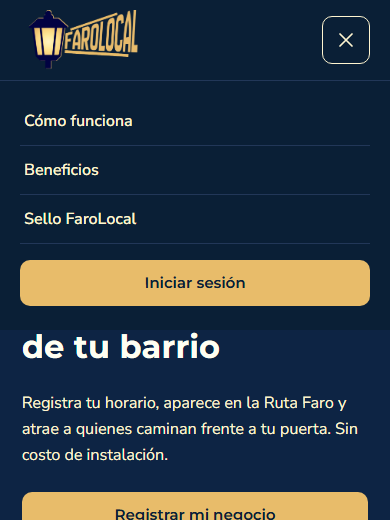 FAROLOCAL
Cómo funciona
Beneficios
Sello FaroLocal
Iniciar sesión
de tu barrio
Registra tu horario, aparece en la Ruta Faro y
atrae a quienes caminan frente a tu puerta. Sin
costo de instalación.
Registrar mi negocio